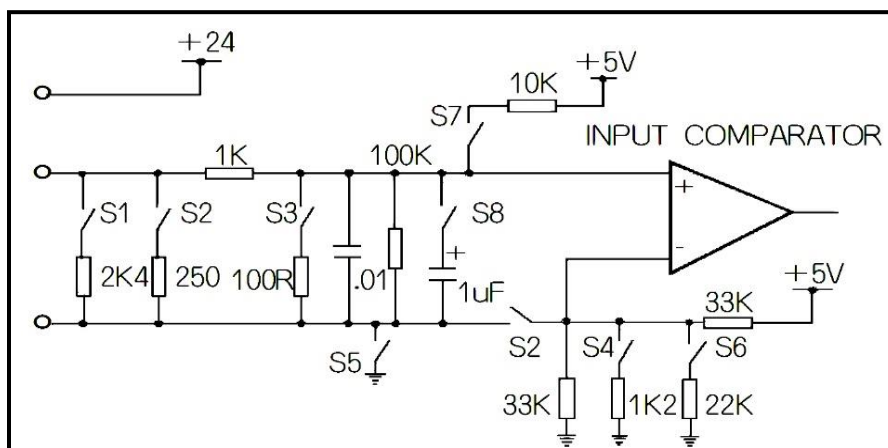 +24
+5V
10K
S7
INPUT COMPARATOR
1K
100K
+
S1
S2
S3
S8
-
+
2K4
250
100R
.01
1uF
+5V
33K
S5
S2
S4
S6
33K
1K2
22K